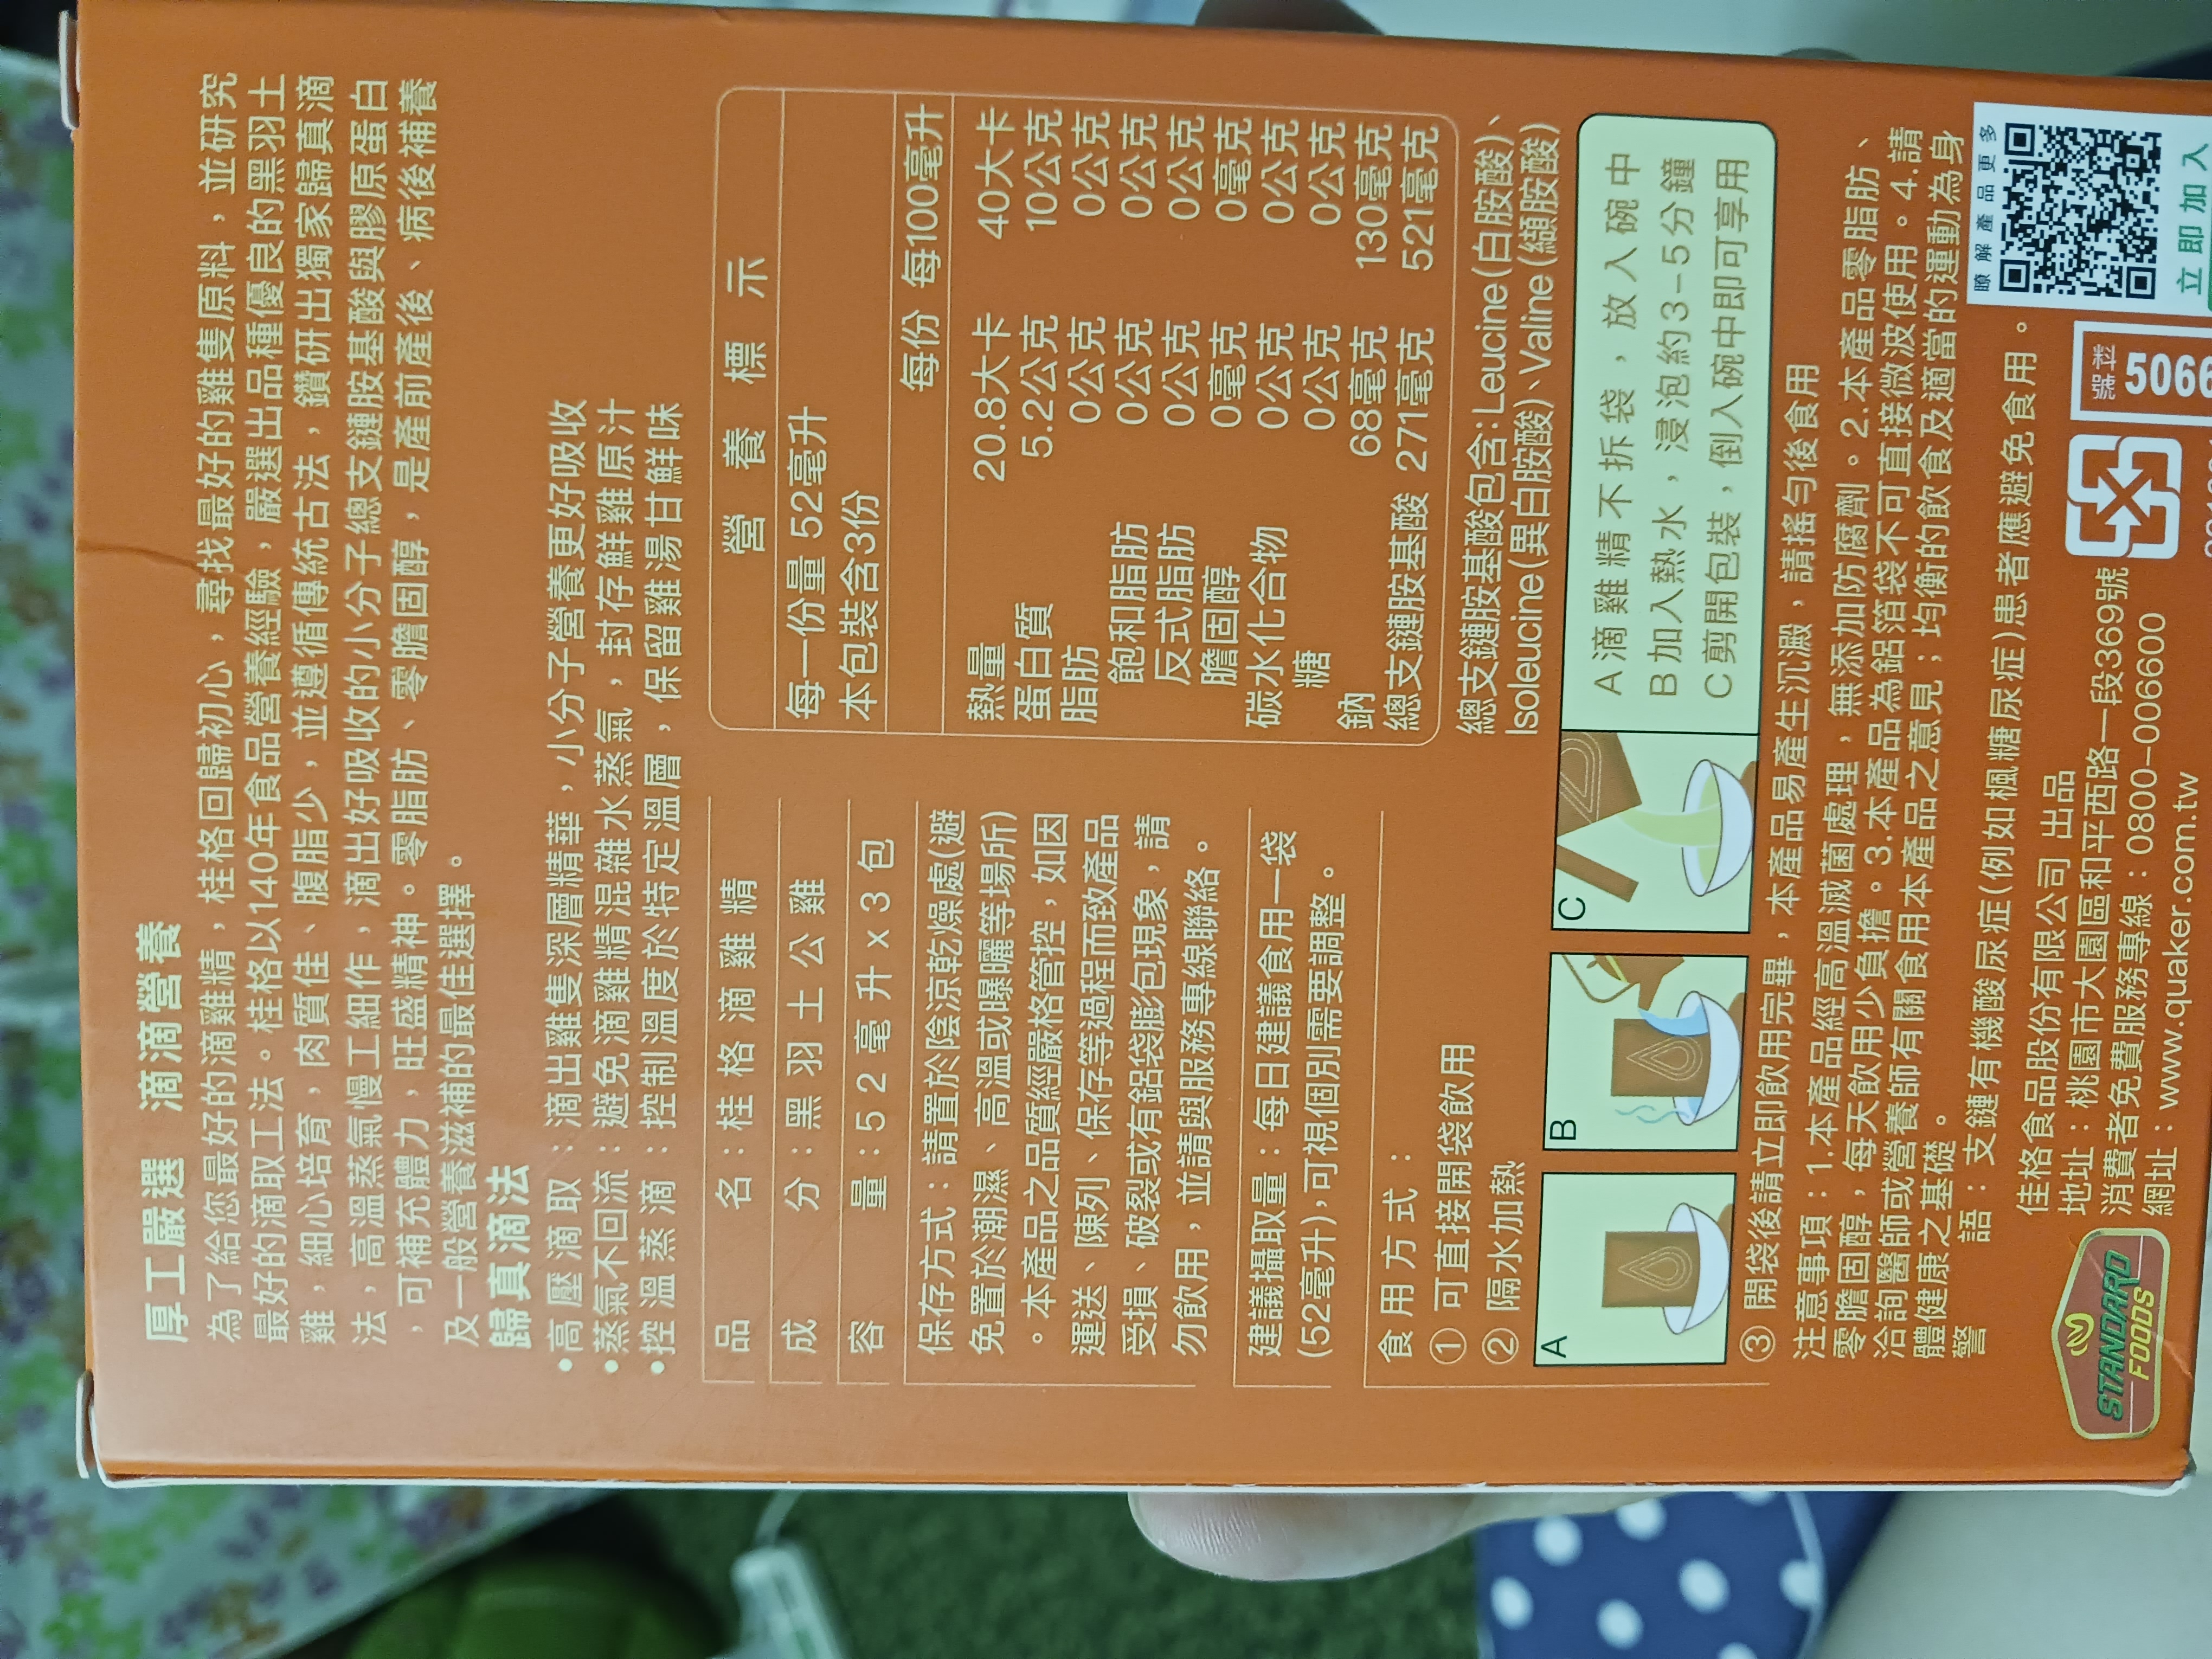 厚工嚴選 滴滴營養
為了給您最好的滴雞精，桂格回歸初心，尋找最好的雞隻原料，並研究
最好的滴取工法。桂格以140年食品營養經驗，嚴選出品種優良的黑羽土
雞，細心培育，肉質佳、腹脂少，並遵循傳統古法，鑽研出獨家歸真滴
法，高溫蒸氣慢工細作，滴出好吸收的小分子總支鏈胺基酸與膠原蛋白
，可補充體力，旺盛精神。零脂肪、零膽固醇，是產前產後、病後補養
及一般營養滋補的最佳選擇。
歸真滴法
•高壓滴取：滴出雞隻深層精華，小分子營養更好吸收
•蒸氣不回流：避免滴雞精混雜水蒸氣，封存鮮雞原汁
•控溫蒸滴：控制溫度於特定溫層，保留雞湯甘鮮味
品名：桂格滴雞精
成分：黑羽土公雞
容量：52毫升x3包
保存方式：請置於陰涼乾燥處(避
免置於潮濕、高溫或曝曬等場所)
。本產品之品質經嚴格管控，如因
運送、陳列、保存等過程而致產品
受損、破裂或有鋁袋膨包現象，請
勿飲用，並請與服務專線聯絡。
建議攝取量：每日建議食用一袋
(52毫升)，可視個別需要調整。
食用方式：
① 可直接開袋飲用
② 隔水加熱
營養標示
每一份量 52毫升
本包裝含3份
每份 每100毫升
熱量 20.8大卡 40大卡
蛋白質 5.2公克 10公克
脂肪 0公克 0公克
飽和脂肪 0公克 0公克
反式脂肪 0公克 0公克
膽固醇 0毫克 0毫克
碳水化合物 0公克 0公克
糖 0公克 0公克
鈉 68毫克 130毫克
總支鏈胺基酸 271毫克 521毫克
總支鏈胺基酸包含：Leucine(白胺酸)、
Isoleucine(異白胺酸)、Valine(纈胺酸)
A
B
C
A 滴雞精不拆袋，放入碗中
B 加入熱水，浸泡約3-5分鐘
C 剪開包裝，倒入碗中即可享用
③ 開袋後請立即飲用完畢，本產品易產生沉澱，請搖勻後食用
注意事項：1.本產品經高溫滅菌處理，無添加防腐劑。2.本產品零脂肪、
零膽固醇，每天飲用少負擔。3.本產品為鋁箔袋不可直接微波使用。4.請
洽詢醫師或營養師有關食用本產品之意見；均衡的飲食及適當的運動為身
體健康之基礎。
警語：支鏈有機酸尿症(例如楓糖尿症)患者應避免食用。
STANDARD
FOODS
佳格食品股份有限公司 出品
地址：桃園市大園區和平西路一段369號
消費者免費服務專線：0800-006600
網址：www.quaker.com.tw
5066
瞭解產品更多
立即加入